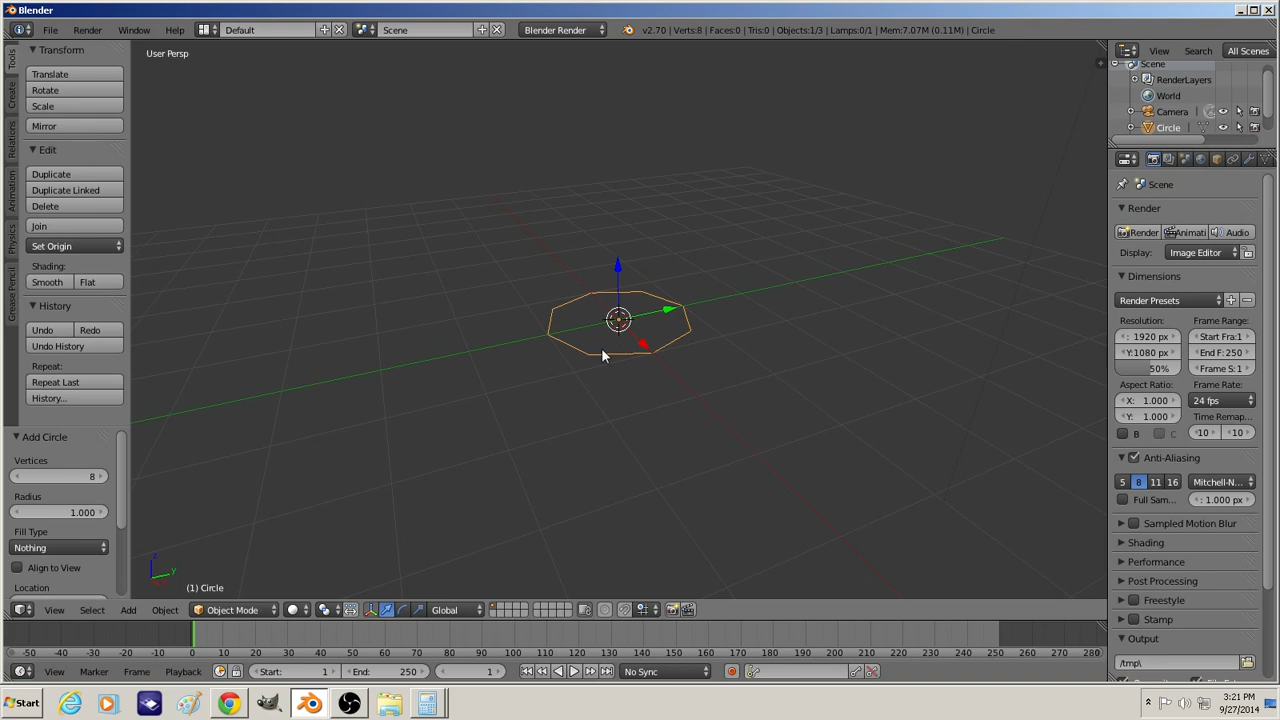 Blender
File Render Window Help Default Scene Blender Render v2.70 | Verts:8 | Faces:0 | Tris:0 | Objects:1/3 | Lamps:0/1 | Mem:7.07M (0.11M) | Circle
Tools
Create
Relations
Animation
Physics
Grease Pencil
Transform
Translate
Rotate
Scale
Mirror
Edit
Duplicate
Duplicate Linked
Delete
Join
Set Origin
Shading:
Smooth Flat
History
Undo Redo
Undo History
Repeat:
Repeat Last
History...
Add Circle
Vertices
8
Radius
1.000
Fill Type
Nothing
Align to View
Location
User Persp
z
y
(1) Circle
View Select Add Object Object Mode Global
-50 -40 -30 -20 -10 0 10 20 30 40 50 60 70 80 90 100 110 120 130 140 150 160 170 180 190 200 210 220 230 240 250 260 270 280
View Marker Frame Playback Start: 1 End: 250 1 No Sync
View Search All Scenes
Scene
RenderLayers
World
Camera
Circle
Scene
Render
Render Animati Audio
Display: Image Editor
Dimensions
Render Presets
Resolution: Frame Range:
: 1920 px Start Fra:1
Y:1080 px End F: 250
50% Frame S: 1
Aspect Ratio: Frame Rate:
X: 1.000 24 fps
Y: 1.000 Time Remap...
B C 10 10
Anti-Aliasing
5 8 11 16 Mitchell-N...
Full Sam... : 1.000 px
Sampled Motion Blur
Shading
Performance
Post Processing
Freestyle
Stamp
Output
/tmp\
Start
3:21 PM
9/27/2014